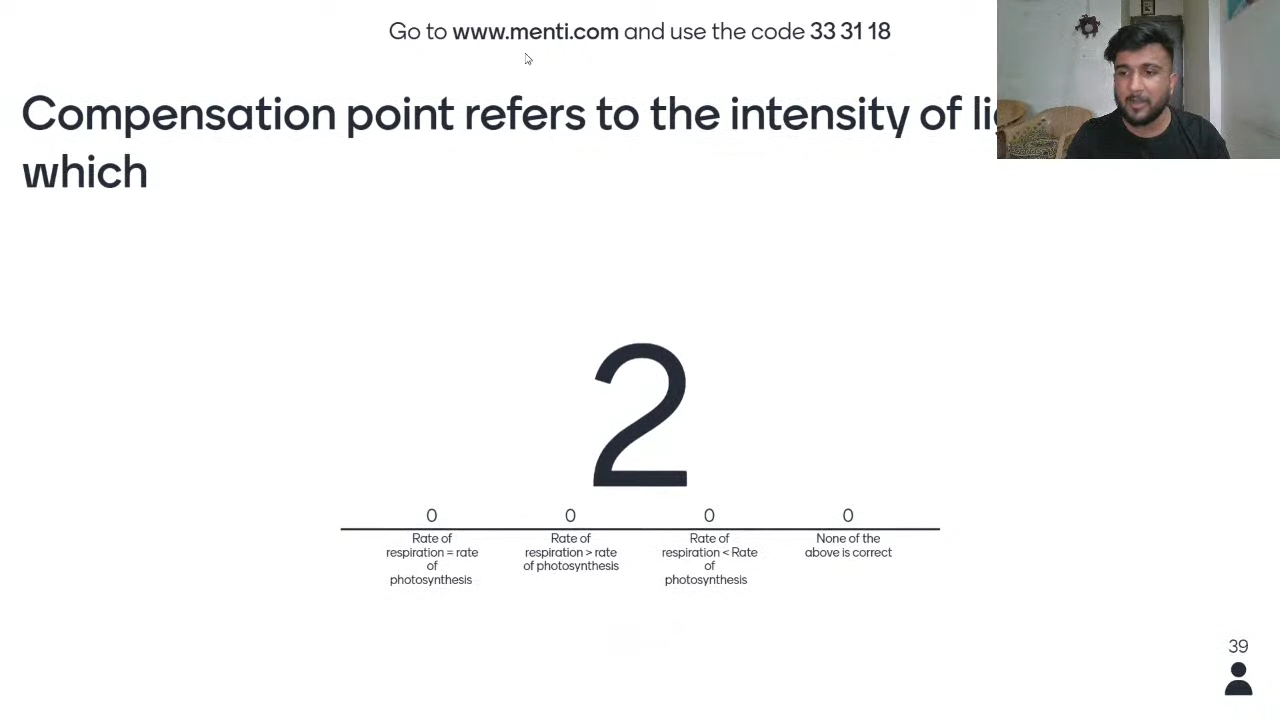 Go to www.menti.com and use the code 33 31 18
Compensation point refers to the intensity of
which
2
0 0 0 0
Rate of respiration = rate of photosynthesis
Rate of respiration > rate of photosynthesis
Rate of respiration < Rate of photosynthesis
None of the above is correct
39